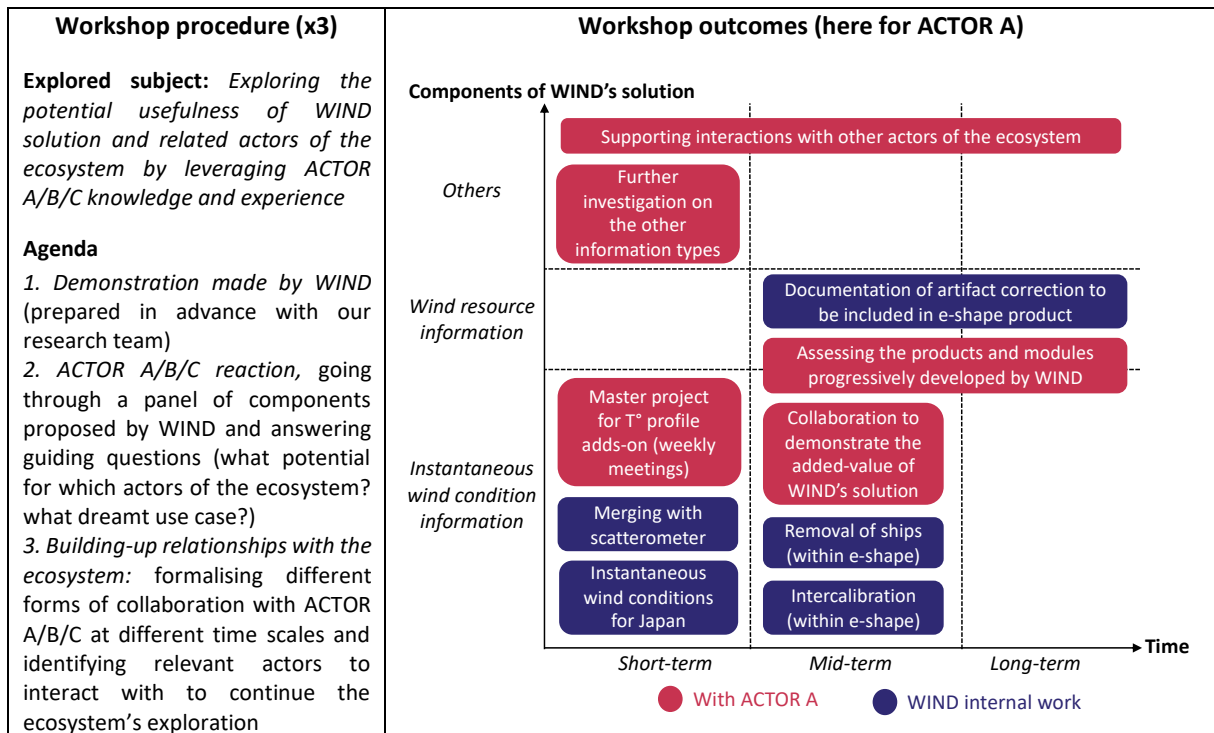 Workshop procedure (x3)
Explored subject: Exploring the
potential usefulness of WIND
solution and related actors of the
ecosystem by leveraging ACTOR
A/B/C knowledge and experience
Agenda
1. Demonstration made by WIND
(prepared in advance with our
research team)
2. ACTOR A/B/C reaction, going
through a panel of components
proposed by WIND and answering
guiding questions (what potential
for which actors of the ecosystem?
what dreamt use case?)
3. Building-up relationships with the
ecosystem: formalising different
forms of collaboration with ACTOR
A/B/C at different time scales and
identifying relevant actors to
interact with to continue the
ecosystem's exploration
Workshop outcomes (here for ACTOR A)
Components of WIND's solution
Supporting interactions with other actors of the ecosystem
Others
Further
investigation on
the other
information types
Wind resource
information
Documentation of artifact correction to
be included in e-shape product
Assessing the products and modules
progressively developed by WIND
Instantaneous
wind condition
information
Master project
for T° profile
adds-on (weekly
meetings)
Collaboration to
demonstrate the
added-value of
WIND's solution
Merging with
scatterometer
Removal of ships
(within e-shape)
Instantaneous
wind conditions
for Japan
Intercalibration
(within e-shape)
Time
Short-term
Mid-term
Long-term
With ACTOR A
WIND internal work